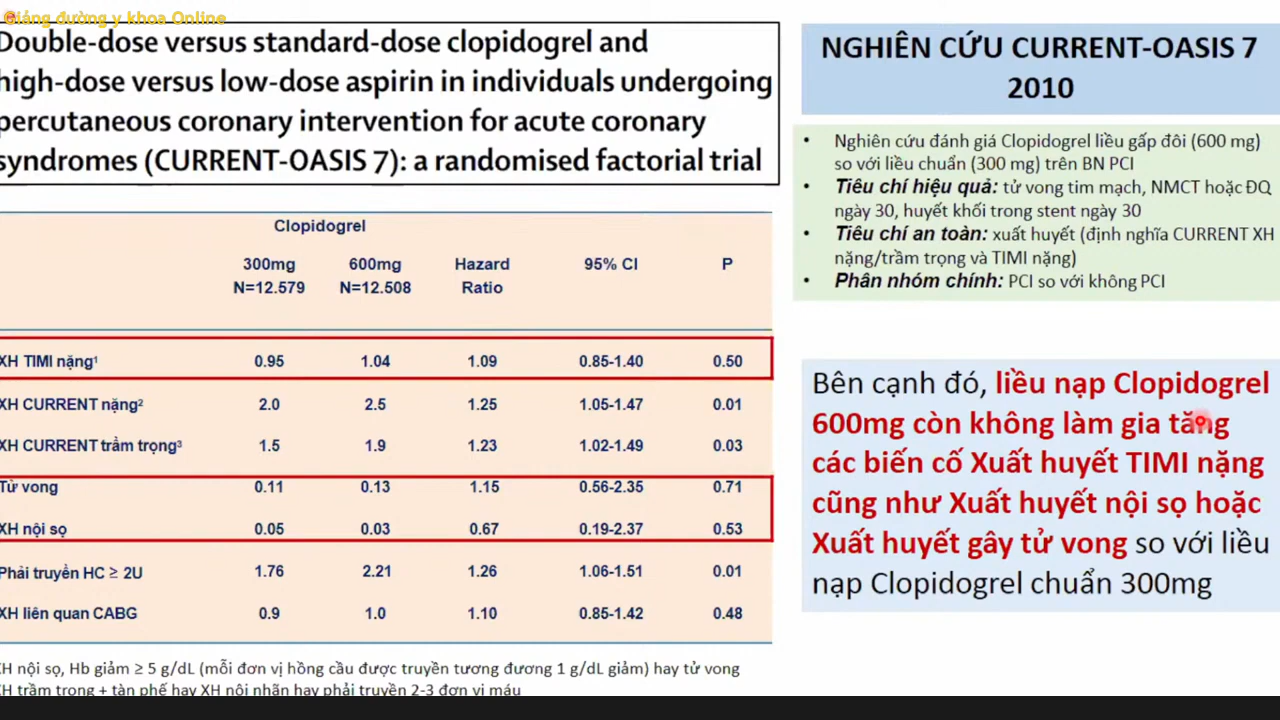 Giảng đường y khoa Online
Double-dose versus standard-dose clopidogrel and
high-dose versus low-dose aspirin in individuals undergoing
percutaneous coronary intervention for acute coronary
syndromes (CURRENT-OASIS 7): a randomised factorial trial
NGHIÊN CỨU CURRENT-OASIS 7
2010
• Nghiên cứu đánh giá Clopidogrel liều gấp đôi (600 mg)
so với liều chuẩn (300 mg) trên BN PCI
• Tiêu chí hiệu quả: tử vong tim mạch, NMCT hoặc ĐQ
ngày 30, huyết khối trong stent ngày 30
• Tiêu chí an toàn: xuất huyết (định nghĩa CURRENT XH
nặng/trầm trọng và TIMI nặng)
• Phân nhóm chính: PCI so với không PCI
Clopidogrel
300mg 600mg Hazard 95% CI P
N=12.579 N=12.508 Ratio
XH TIMI nặng¹ 0.95 1.04 1.09 0.85-1.40 0.50
XH CURRENT nặng² 2.0 2.5 1.25 1.05-1.47 0.01
XH CURRENT trầm trọng³ 1.5 1.9 1.23 1.02-1.49 0.03
Tử vong 0.11 0.13 1.15 0.56-2.35 0.71
XH nội sọ 0.05 0.03 0.67 0.19-2.37 0.53
Phải truyền HC ≥ 2U 1.76 2.21 1.26 1.06-1.51 0.01
XH liên quan CABG 0.9 1.0 1.10 0.85-1.42 0.48
XH nội sọ, Hb giảm ≥ 5 g/dL (mỗi đơn vị hồng cầu được truyền tương đương 1 g/dL giảm) hay tử vong
XH trầm trọng + tàn phế hay XH nội nhãn hay phải truyền 2-3 đơn vị máu
Bên cạnh đó, liều nạp Clopidogrel
600mg còn không làm gia tăng
các biến cố Xuất huyết TIMI nặng
cũng như Xuất huyết nội sọ hoặc
Xuất huyết gây tử vong so với liều
nạp Clopidogrel chuẩn 300mg